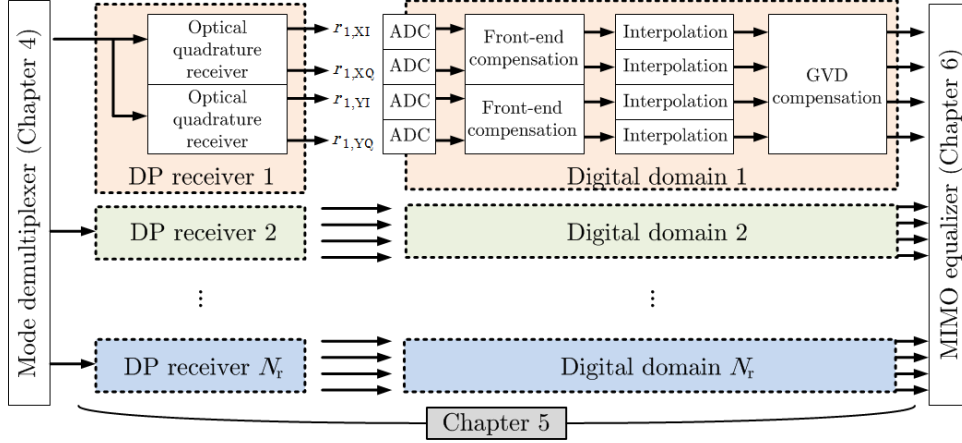 Mode demultiplexer (Chapter 4)
Optical
quadrature
receiver
Optical
quadrature
receiver
DP receiver 1
r1,XI
r1,XQ
r1,YI
r1,YQ
ADC
ADC
ADC
ADC
Front-end
compensation
Front-end
compensation
Interpolation
Interpolation
Interpolation
Interpolation
GVD
compensation
Digital domain 1
DP receiver 2
Digital domain 2
⋮
⋮
DP receiver Nr
Digital domain Nr
MIMO equalizer (Chapter 6)
Chapter 5